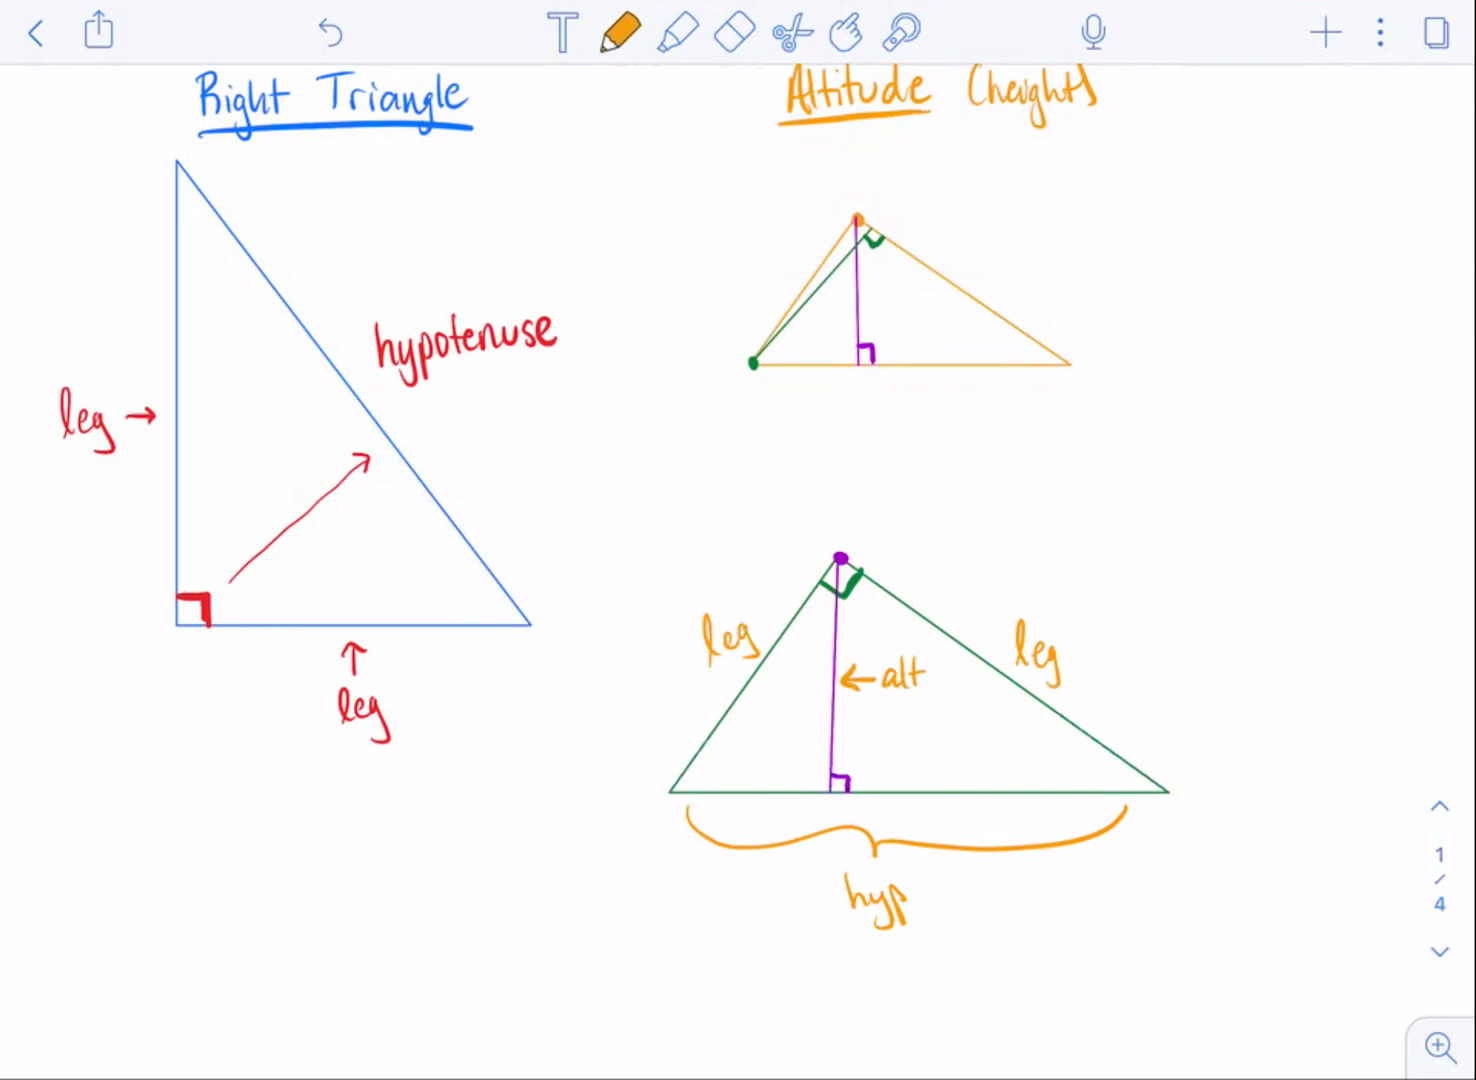 Right Triangle
hypotenuse
leg →
↑
leg
Altitude (height)
leg
leg
← alt
hyp
1
/
4